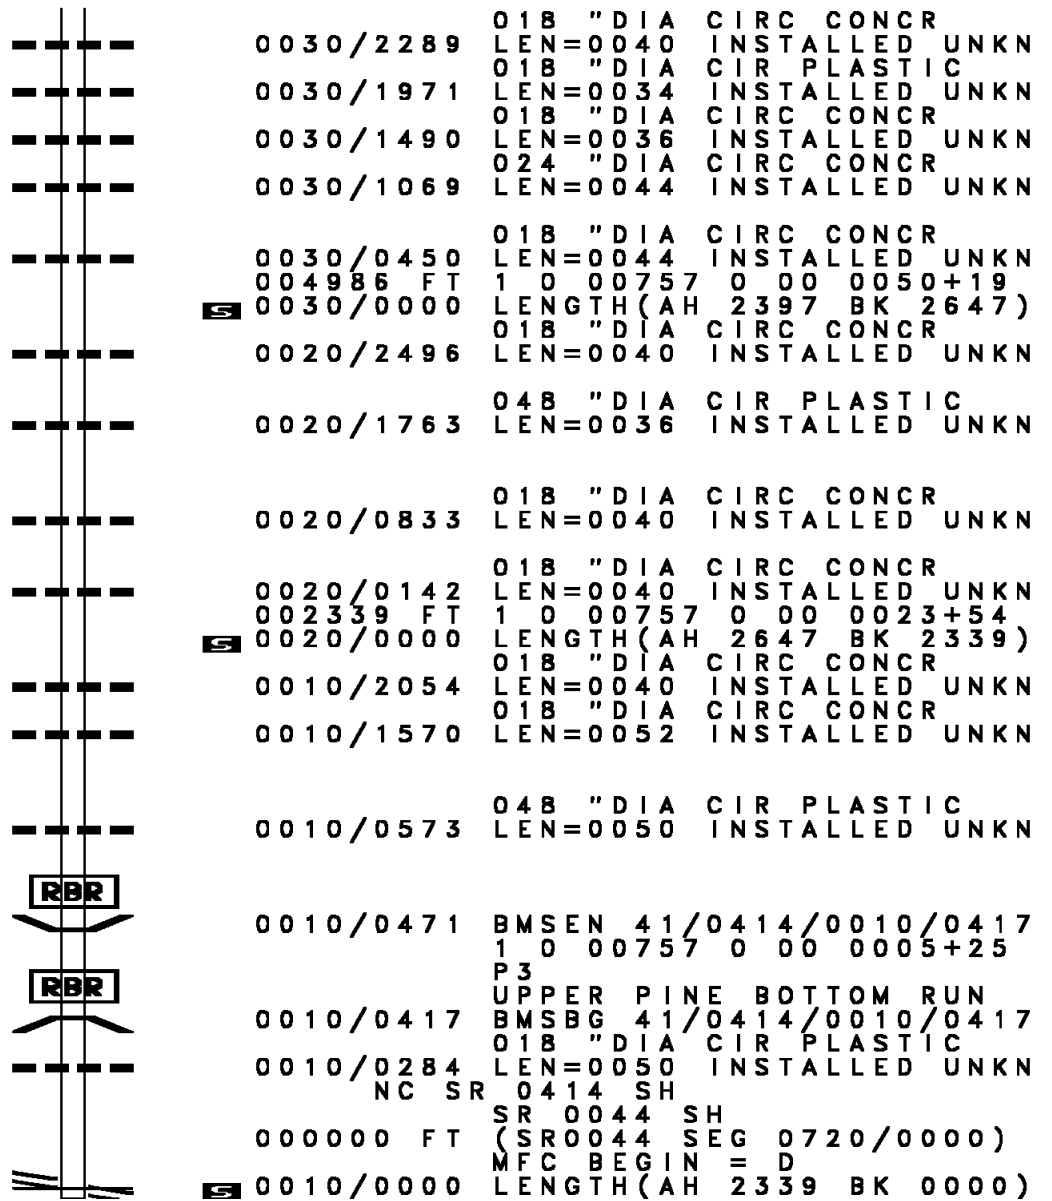 018 "DIA CIRC CONCR
0030/2289 LEN=0040 INSTALLED UNKN
018 "DIA CIR PLASTIC
0030/1971 LEN=0034 INSTALLED UNKN
018 "DIA CIRC CONCR
0030/1490 LEN=0036 INSTALLED UNKN
024 "DIA CIRC CONCR
0030/1069 LEN=0044 INSTALLED UNKN
018 "DIA CIRC CONCR
0030/0450 LEN=0044 INSTALLED UNKN
004986 FT 1 0 00757 0 00 0050+19
S 0030/0000 LENGTH(AH 2397 BK 2647)
018 "DIA CIRC CONCR
0020/2496 LEN=0040 INSTALLED UNKN
048 "DIA CIR PLASTIC
0020/1763 LEN=0036 INSTALLED UNKN
018 "DIA CIRC CONCR
0020/0833 LEN=0040 INSTALLED UNKN
018 "DIA CIRC CONCR
0020/0142 LEN=0040 INSTALLED UNKN
002339 FT 1 0 00757 0 00 0023+54
S 0020/0000 LENGTH(AH 2647 BK 2339)
018 "DIA CIRC CONCR
0010/2054 LEN=0040 INSTALLED UNKN
018 "DIA CIRC CONCR
0010/1570 LEN=0052 INSTALLED UNKN
048 "DIA CIR PLASTIC
0010/0573 LEN=0050 INSTALLED UNKN
RBR
0010/0471 BMSEN 41/0414/0010/0417
1 0 00757 0 00 0005+25
P3
RBR
UPPER PINE BOTTOM RUN
0010/0417 BMSBG 41/0414/0010/0417
018 "DIA CIR PLASTIC
0010/0284 LEN=0050 INSTALLED UNKN
NC SR 0414 SH
SR 0044 SH
000000 FT (SR0044 SEG 0720/0000)
MFC BEGIN = D
S 0010/0000 LENGTH(AH 2339 BK 0000)